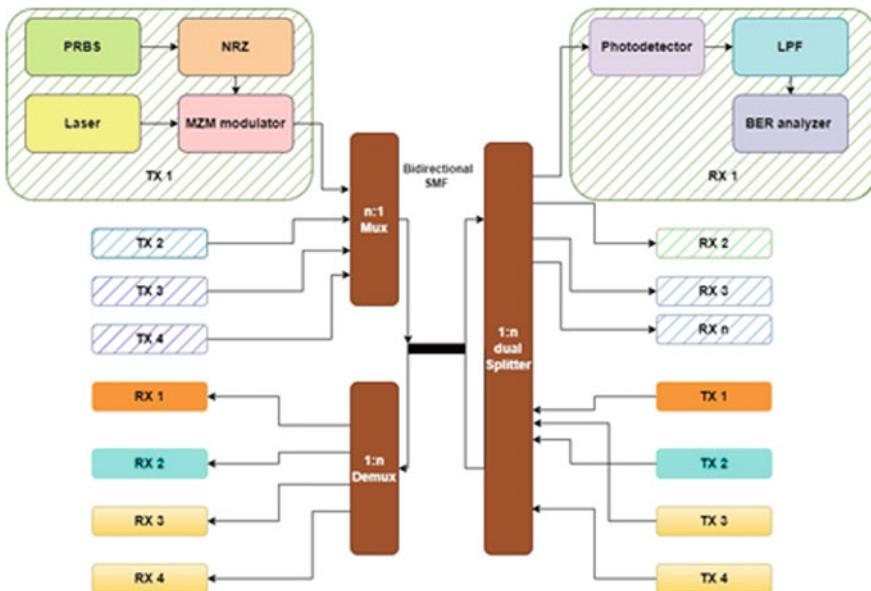 PRBS
NRZ
Laser
MZM modulator
TX 1
Photodetector
LPF
BER analyzer
RX 1
n:1
Mux
Bidirectional
SMF
1:n
dual
Splitter
TX 2
TX 3
TX 4
RX 2
RX 3
RX n
RX 1
RX 2
RX 3
RX 4
1:n
Demux
TX 1
TX 2
TX 3
TX 4